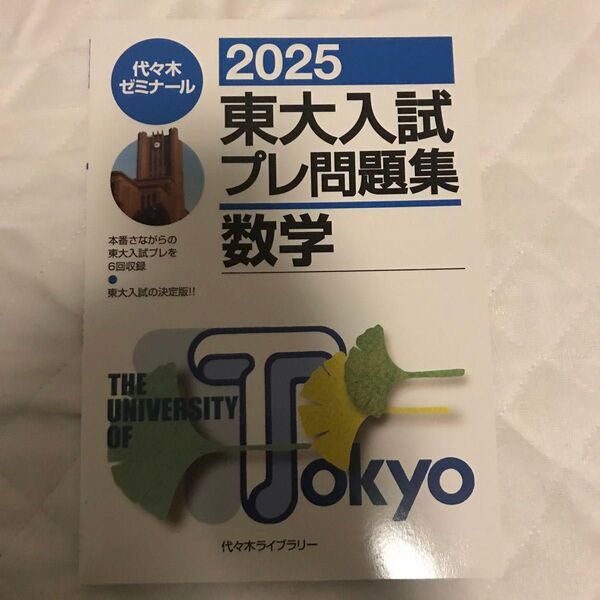 代々木
ゼミナール
2025
東大入試
プレ問題集
数学
本番さながらの
東大入試プレを
6回収録
東大入試の決定版!!
THE
UNIVERSITY
OF
Tokyo
代々木ライブラリー